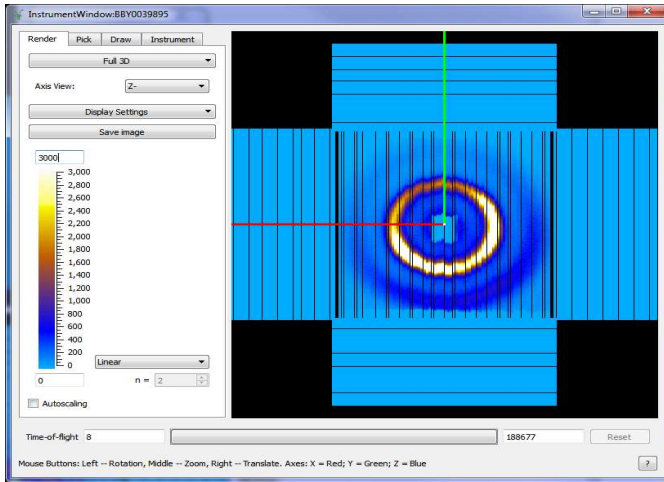 InstrumentWindow:BBY0039895
Render Pick Draw Instrument
Full 3D
Axis View: Z-
Display Settings
Save image
3000
3,000
2,800
2,600
2,400
2,200
2,000
1,800
1,600
1,400
1,200
1,000
800
600
400
200
0
Linear
0 n = 2
Autoscaling
Time-of-flight 8 188677 Reset
Mouse Buttons: Left -- Rotation, Middle -- Zoom, Right -- Translate. Axes: X = Red; Y = Green; Z = Blue ?